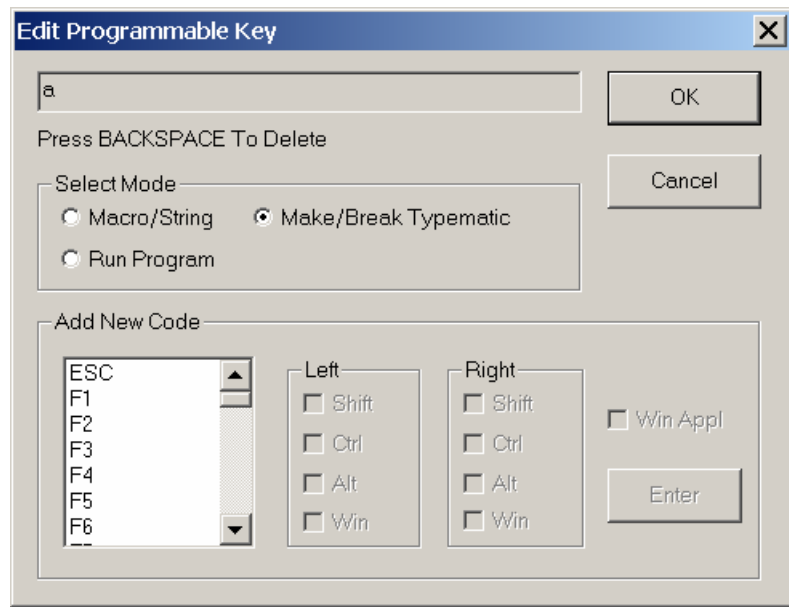 Edit Programmable Key
a
OK
Press BACKSPACE To Delete
Cancel
Select Mode
Macro/String
Make/Break Typematic
Run Program
Add New Code
ESC
F1
F2
F3
F4
F5
F6
Left
Shift
Ctrl
Alt
Win
Right
Shift
Ctrl
Alt
Win
Win Appl
Enter